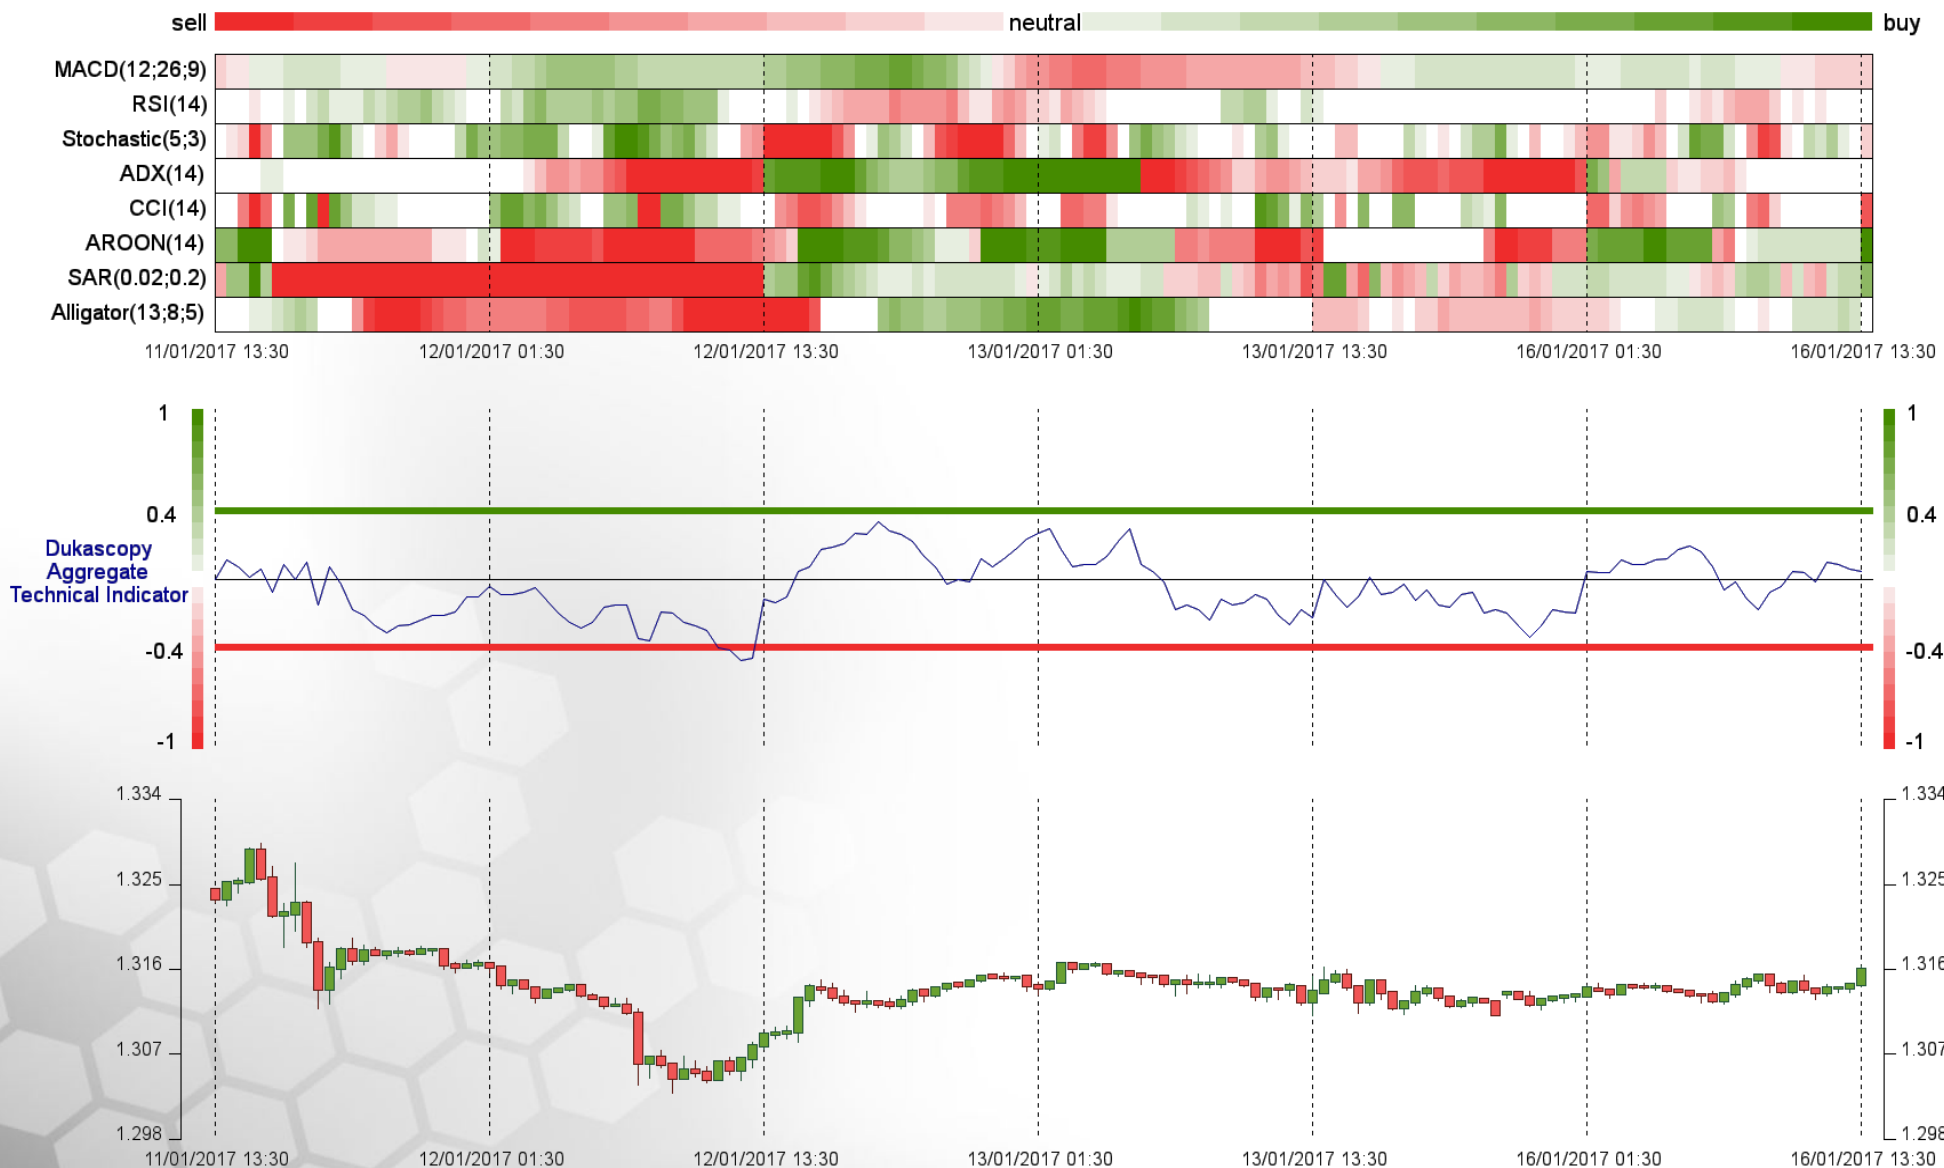 sell neutral buy
MACD(12;26;9)
RSI(14)
Stochastic(5;3)
ADX(14)
CCI(14)
AROON(14)
SAR(0.02;0.2)
Alligator(13;8;5)
11/01/2017 13:30 12/01/2017 01:30 12/01/2017 13:30 13/01/2017 01:30 13/01/2017 13:30 16/01/2017 01:30 16/01/2017 13:30
1 1
0.4 0.4
Dukascopy
Aggregate
Technical Indicator
-0.4 -0.4
-1 -1
1.334 1.334
1.325 1.325
1.316 1.316
1.307 1.307
1.298 1.298
11/01/2017 13:30 12/01/2017 01:30 12/01/2017 13:30 13/01/2017 01:30 13/01/2017 13:30 16/01/2017 01:30 16/01/2017 13:30